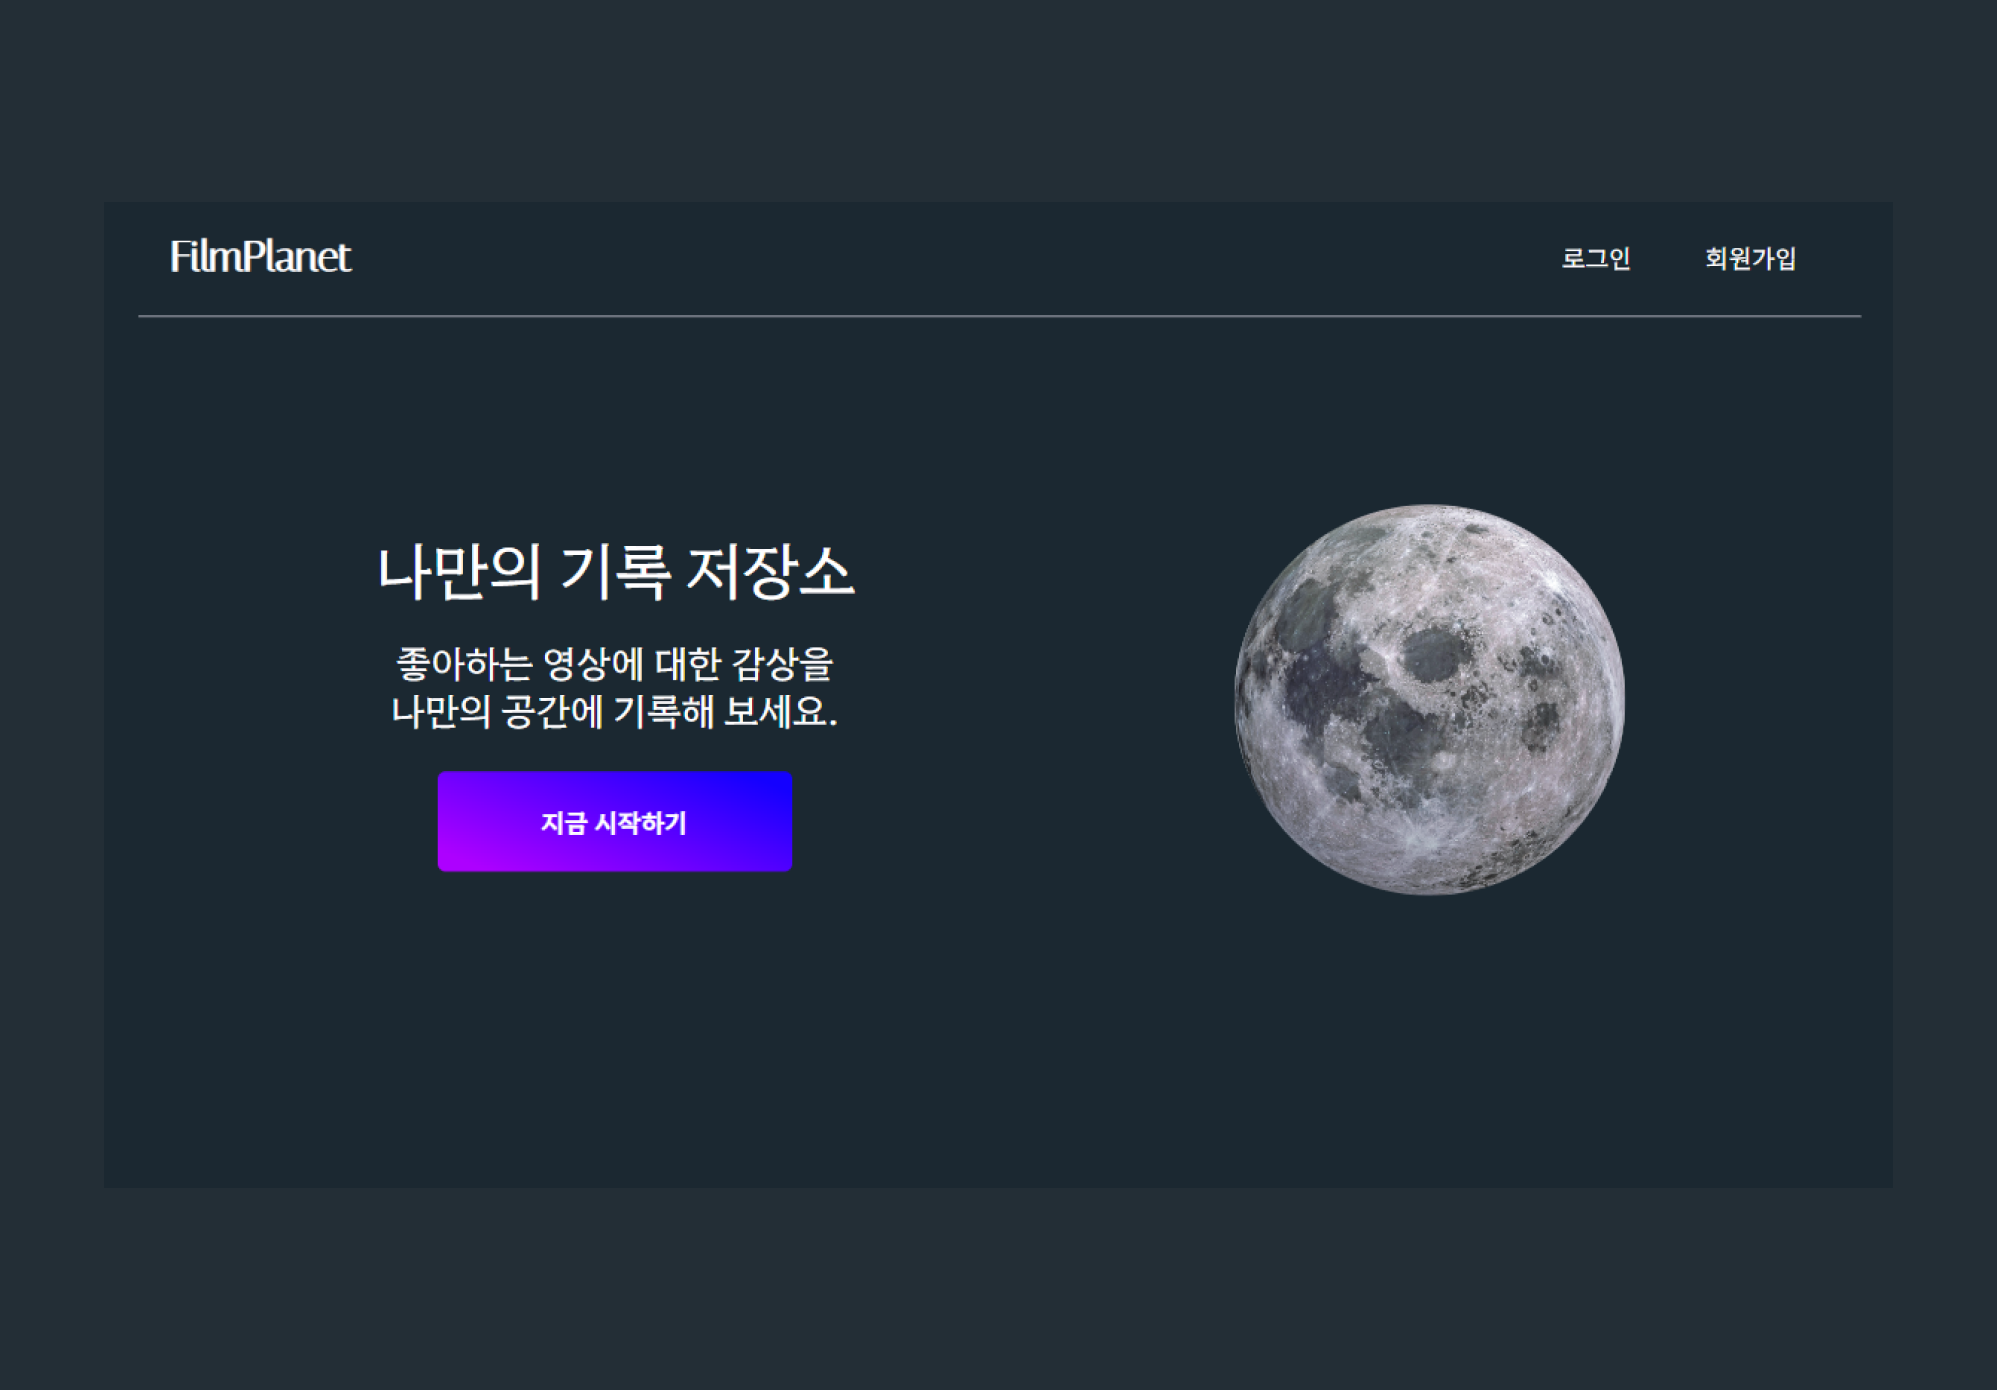 FilmPlanet
로그인
회원가입
나만의 기록 저장소
좋아하는 영상에 대한 감상을
나만의 공간에 기록해 보세요.
지금 시작하기